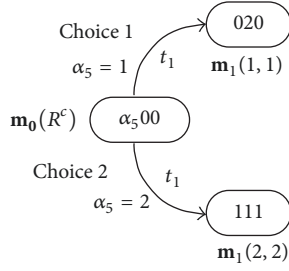 Choice 1
020
α₅ = 1
t₁
m₁(1, 1)
m₀(Rᶜ)
α₅00
Choice 2
t₁
α₅ = 2
111
m₁(2, 2)